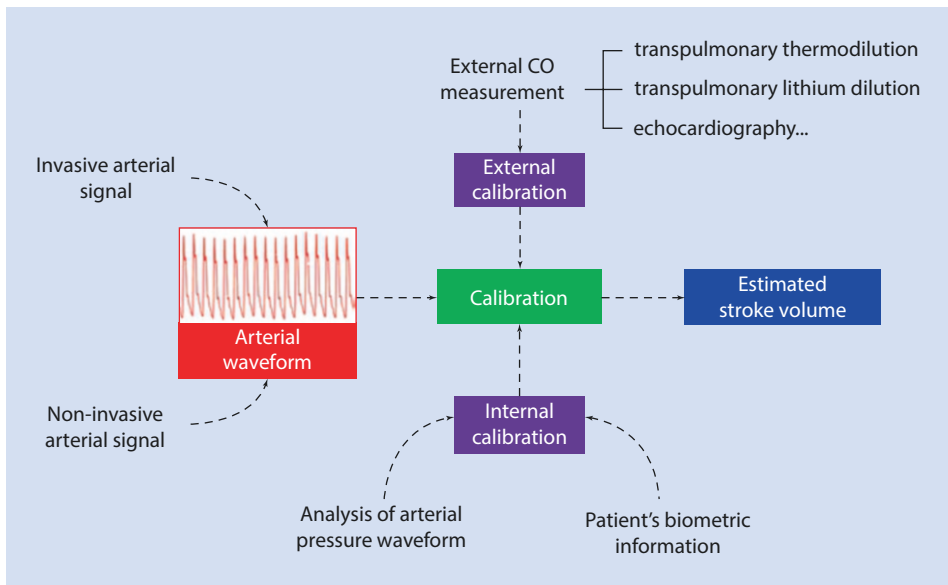 External CO
measurement
transpulmonary thermodilution
transpulmonary lithium dilution
echocardiography...
Invasive arterial
signal
External
calibration
Arterial
waveform
Calibration
Estimated
stroke volume
Non-invasive
arterial signal
Internal
calibration
Analysis of arterial
pressure waveform
Patient’s biometric
information